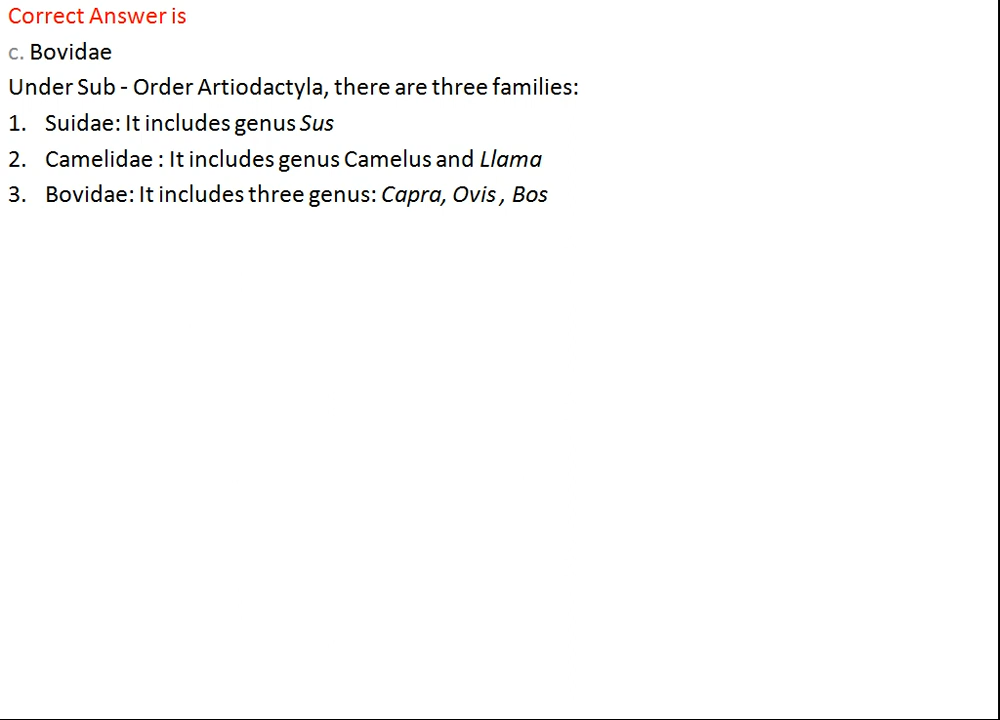 Correct Answer is
c. Bovidae
Under Sub - Order Artiodactyla, there are three families:
1. Suidae: It includes genus Sus
2. Camelidae : It includes genus Camelus and Llama
3. Bovidae: It includes three genus: Capra, Ovis , Bos